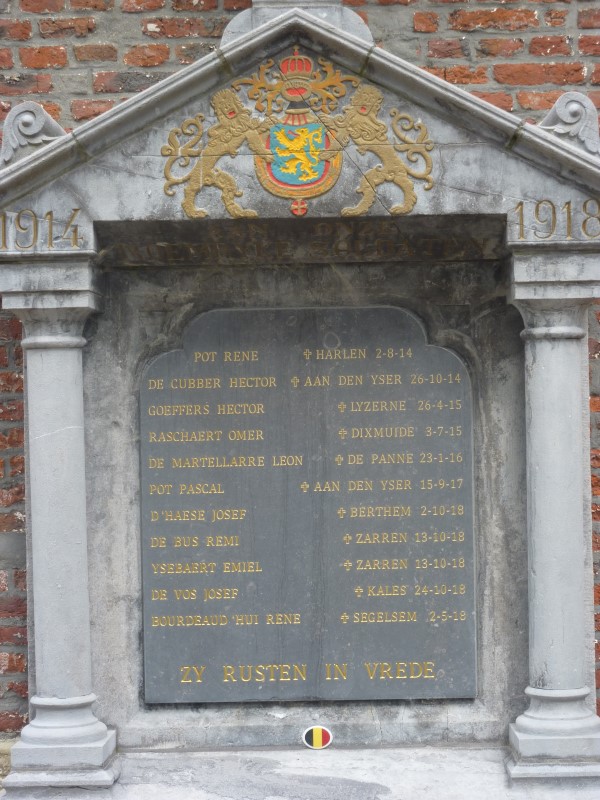 1914 1918
POT RENE ✝ HARLEN 2-8-14
DE CUBBER HECTOR ✝ AAN DEN YSER 26-10-14
GOEFFERS HECTOR ✝ LYZERNE 26-4-15
RASCHAERT OMER ✝ DIXMUIDE 3-7-15
DE MARTELLARRE LEON ✝ DE PANNE 23-1-16
POT PASCAL ✝ AAN DEN YSER 15-9-17
D'HAESE JOSEF ✝ BERTHEM 2-10-18
DE BUS REMI ✝ ZARREN 13-10-18
YSEBAERT EMIEL ✝ ZARREN 13-10-18
DE VOS JOSEF ✝ KALES 24-10-18
BOURDEAUD'HUI RENE ✝ SEGELSEM 2-5-18
ZY RUSTEN IN VREDE